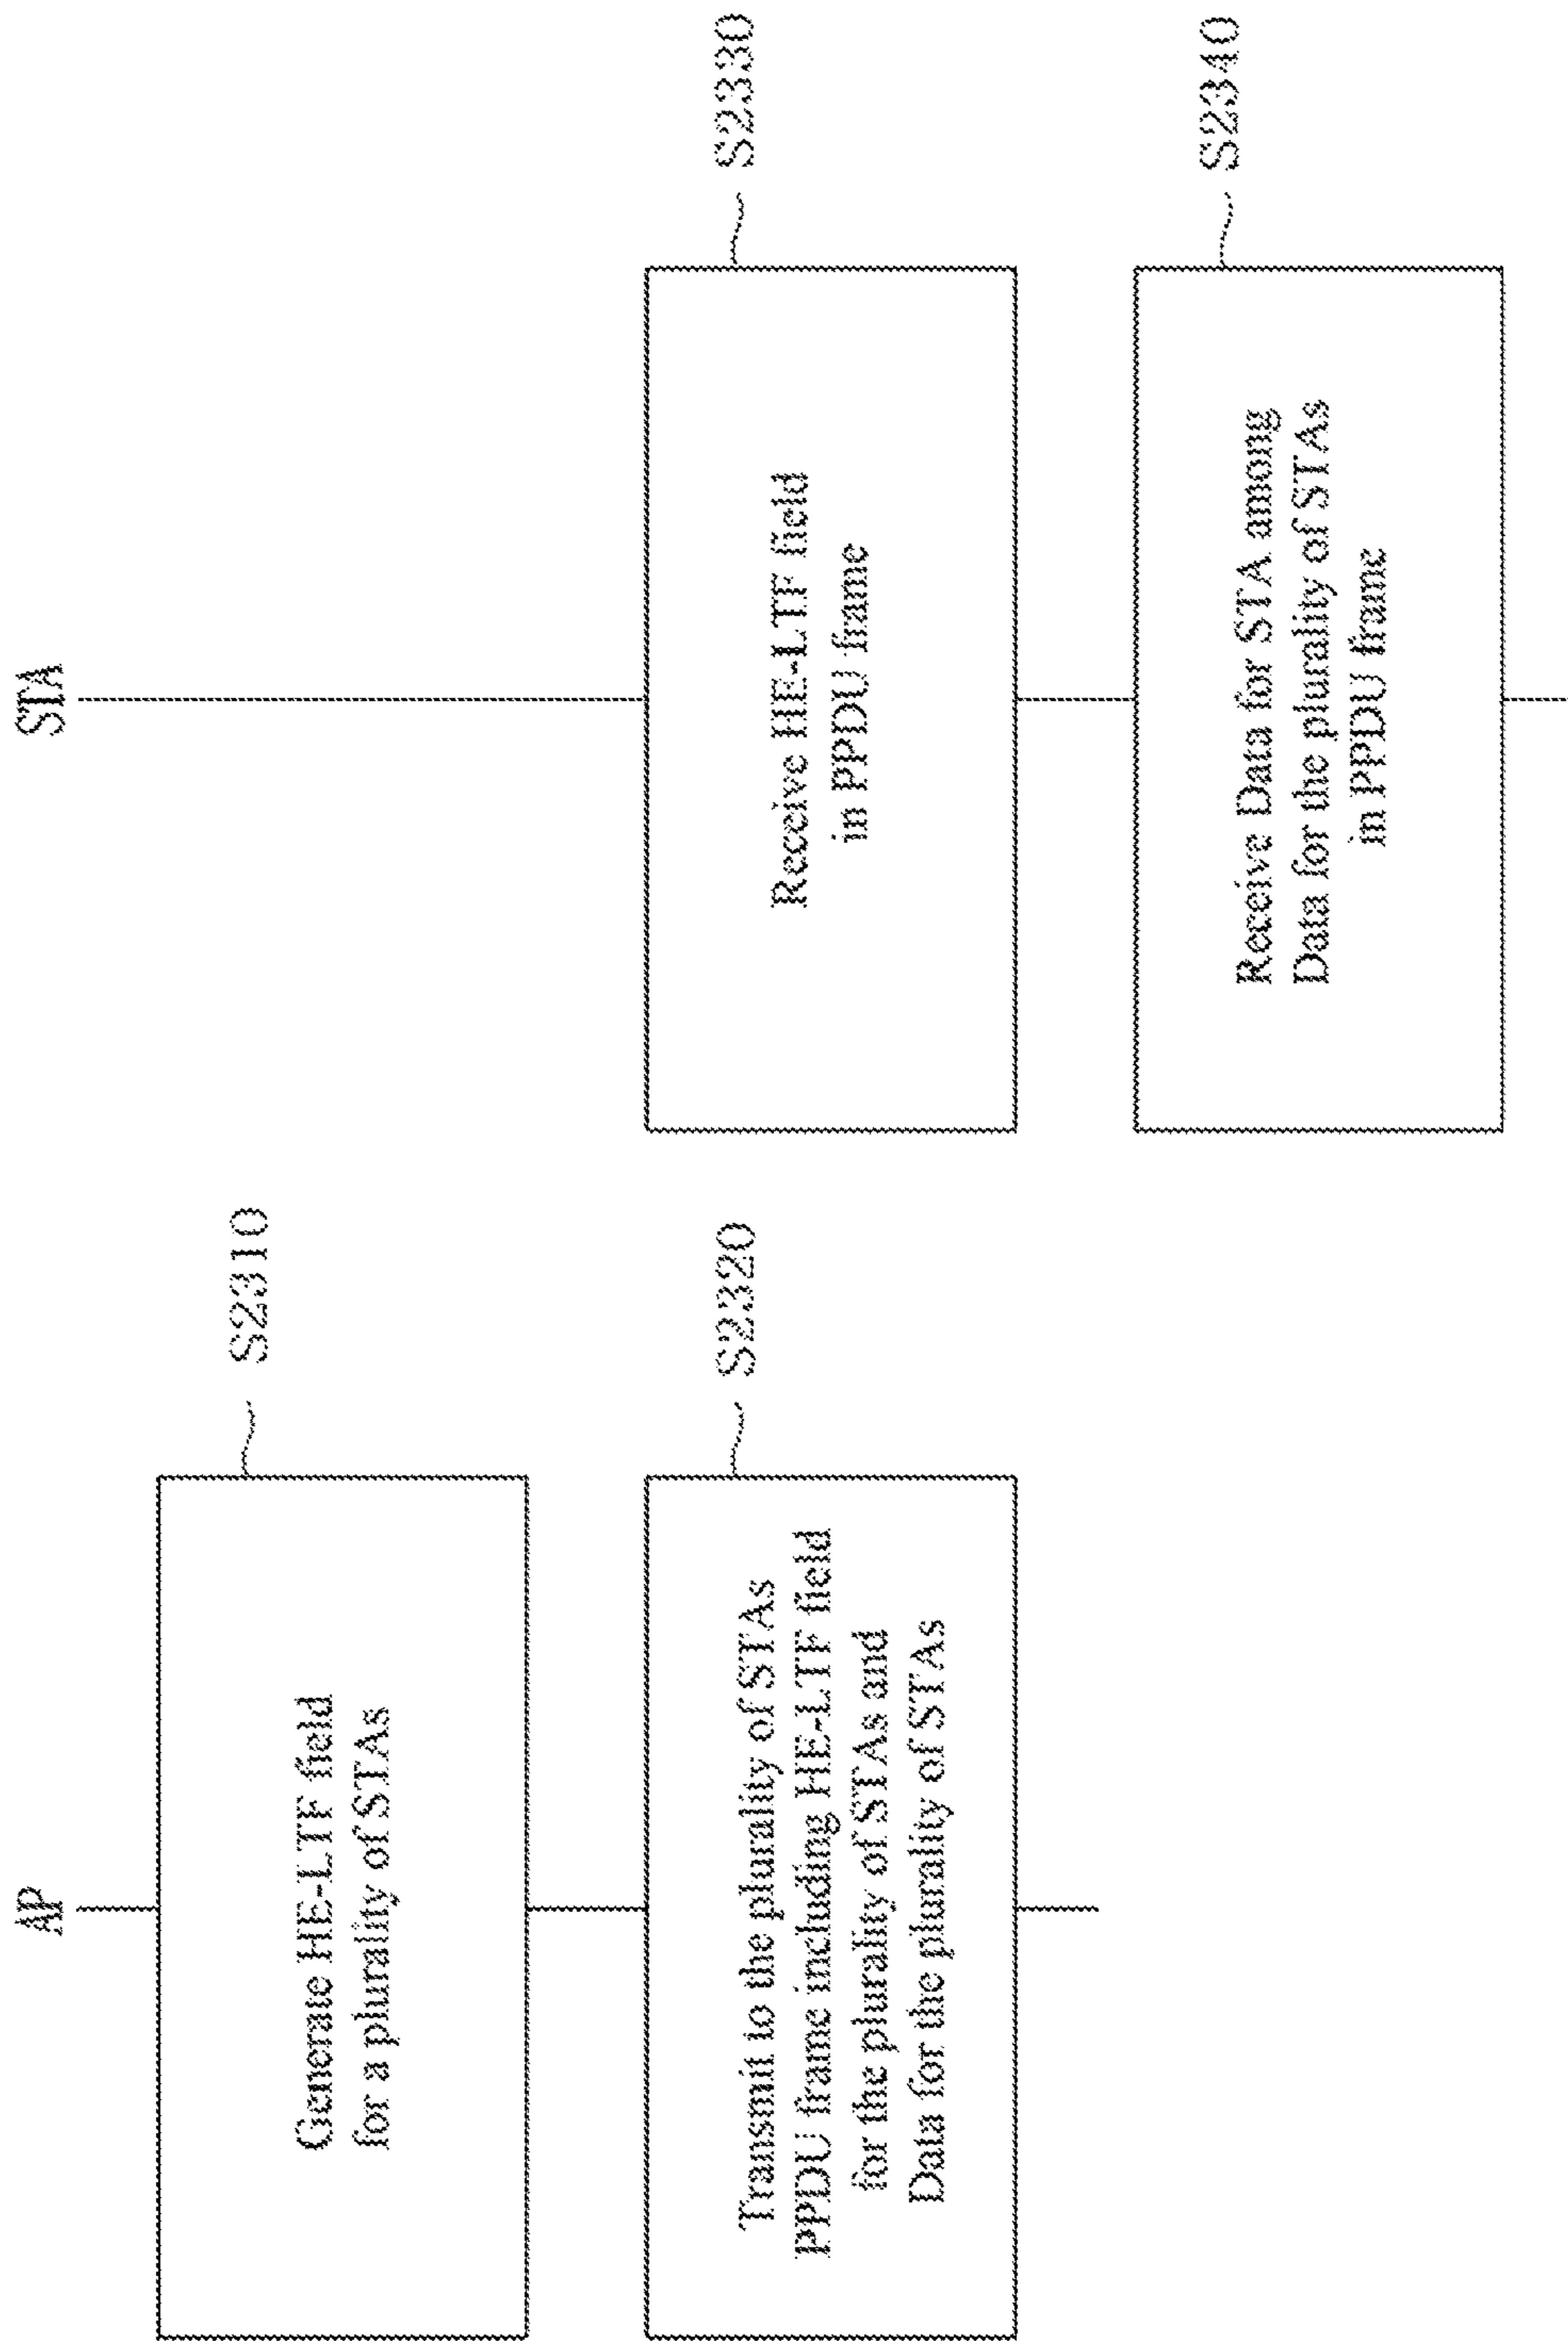 AP
Generate HE-LTF field
for a plurality of STAs
S2310
Transmit to the plurality of STAs
PPDU frame including HE-LTF field
for the plurality of STAs and
Data for the plurality of STAs
S2320
STA
Receive HE-LTF field
in PPDU frame
S2330
Receive Data for STA among
Data for the plurality of STAs
in PPDU frame
S2340